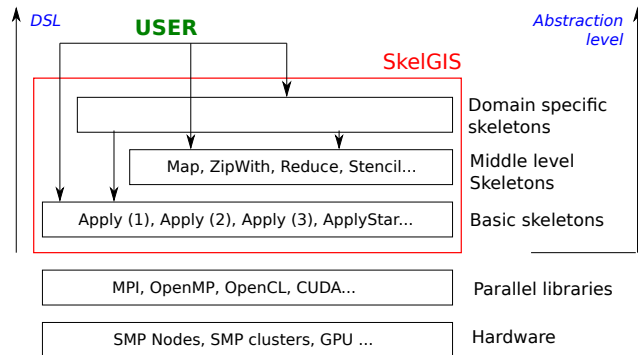 DSL
USER
Abstraction
level
SkelGIS
Domain specific
skeletons
Map, ZipWith, Reduce, Stencil...
Middle level
Skeletons
Apply (1), Apply (2), Apply (3), ApplyStar...
Basic skeletons
MPI, OpenMP, OpenCL, CUDA...
Parallel libraries
SMP Nodes, SMP clusters, GPU ...
Hardware